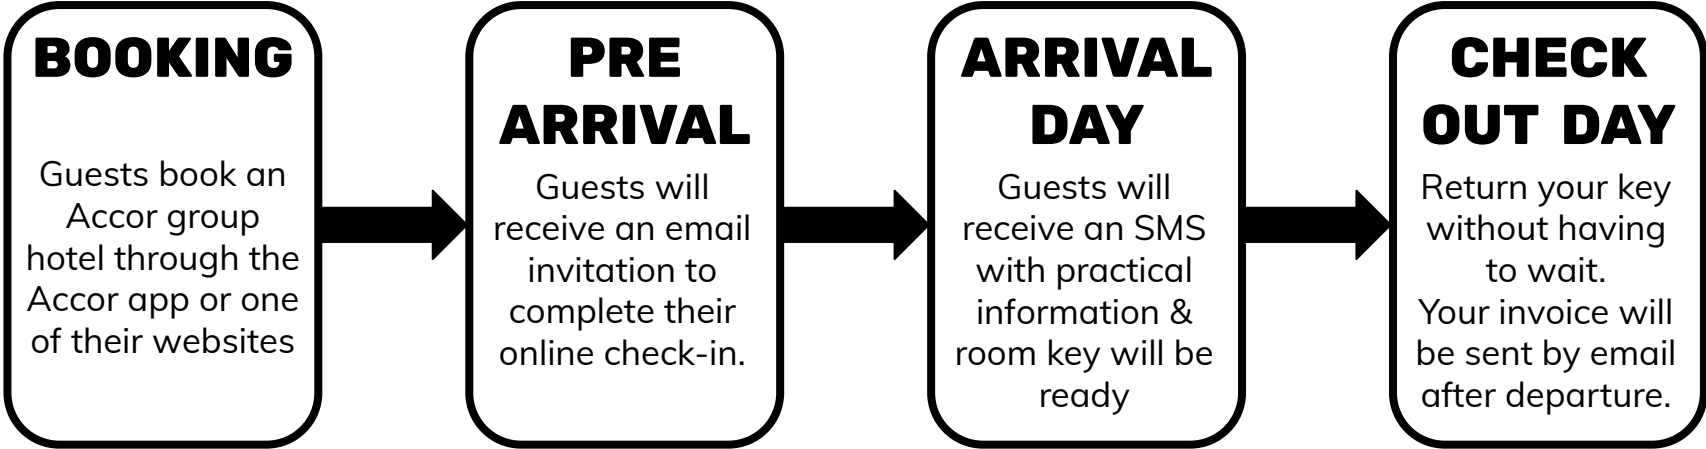 BOOKING
Guests book an
Accor group
hotel through the
Accor app or one
of their websites
PRE
ARRIVAL
Guests will
receive an email
invitation to
complete their
online check-in.
ARRIVAL
DAY
Guests will
receive an SMS
with practical
information &
room key will be
ready
CHECK
OUT DAY
Return your key
without having
to wait.
Your invoice will
be sent by email
after departure.